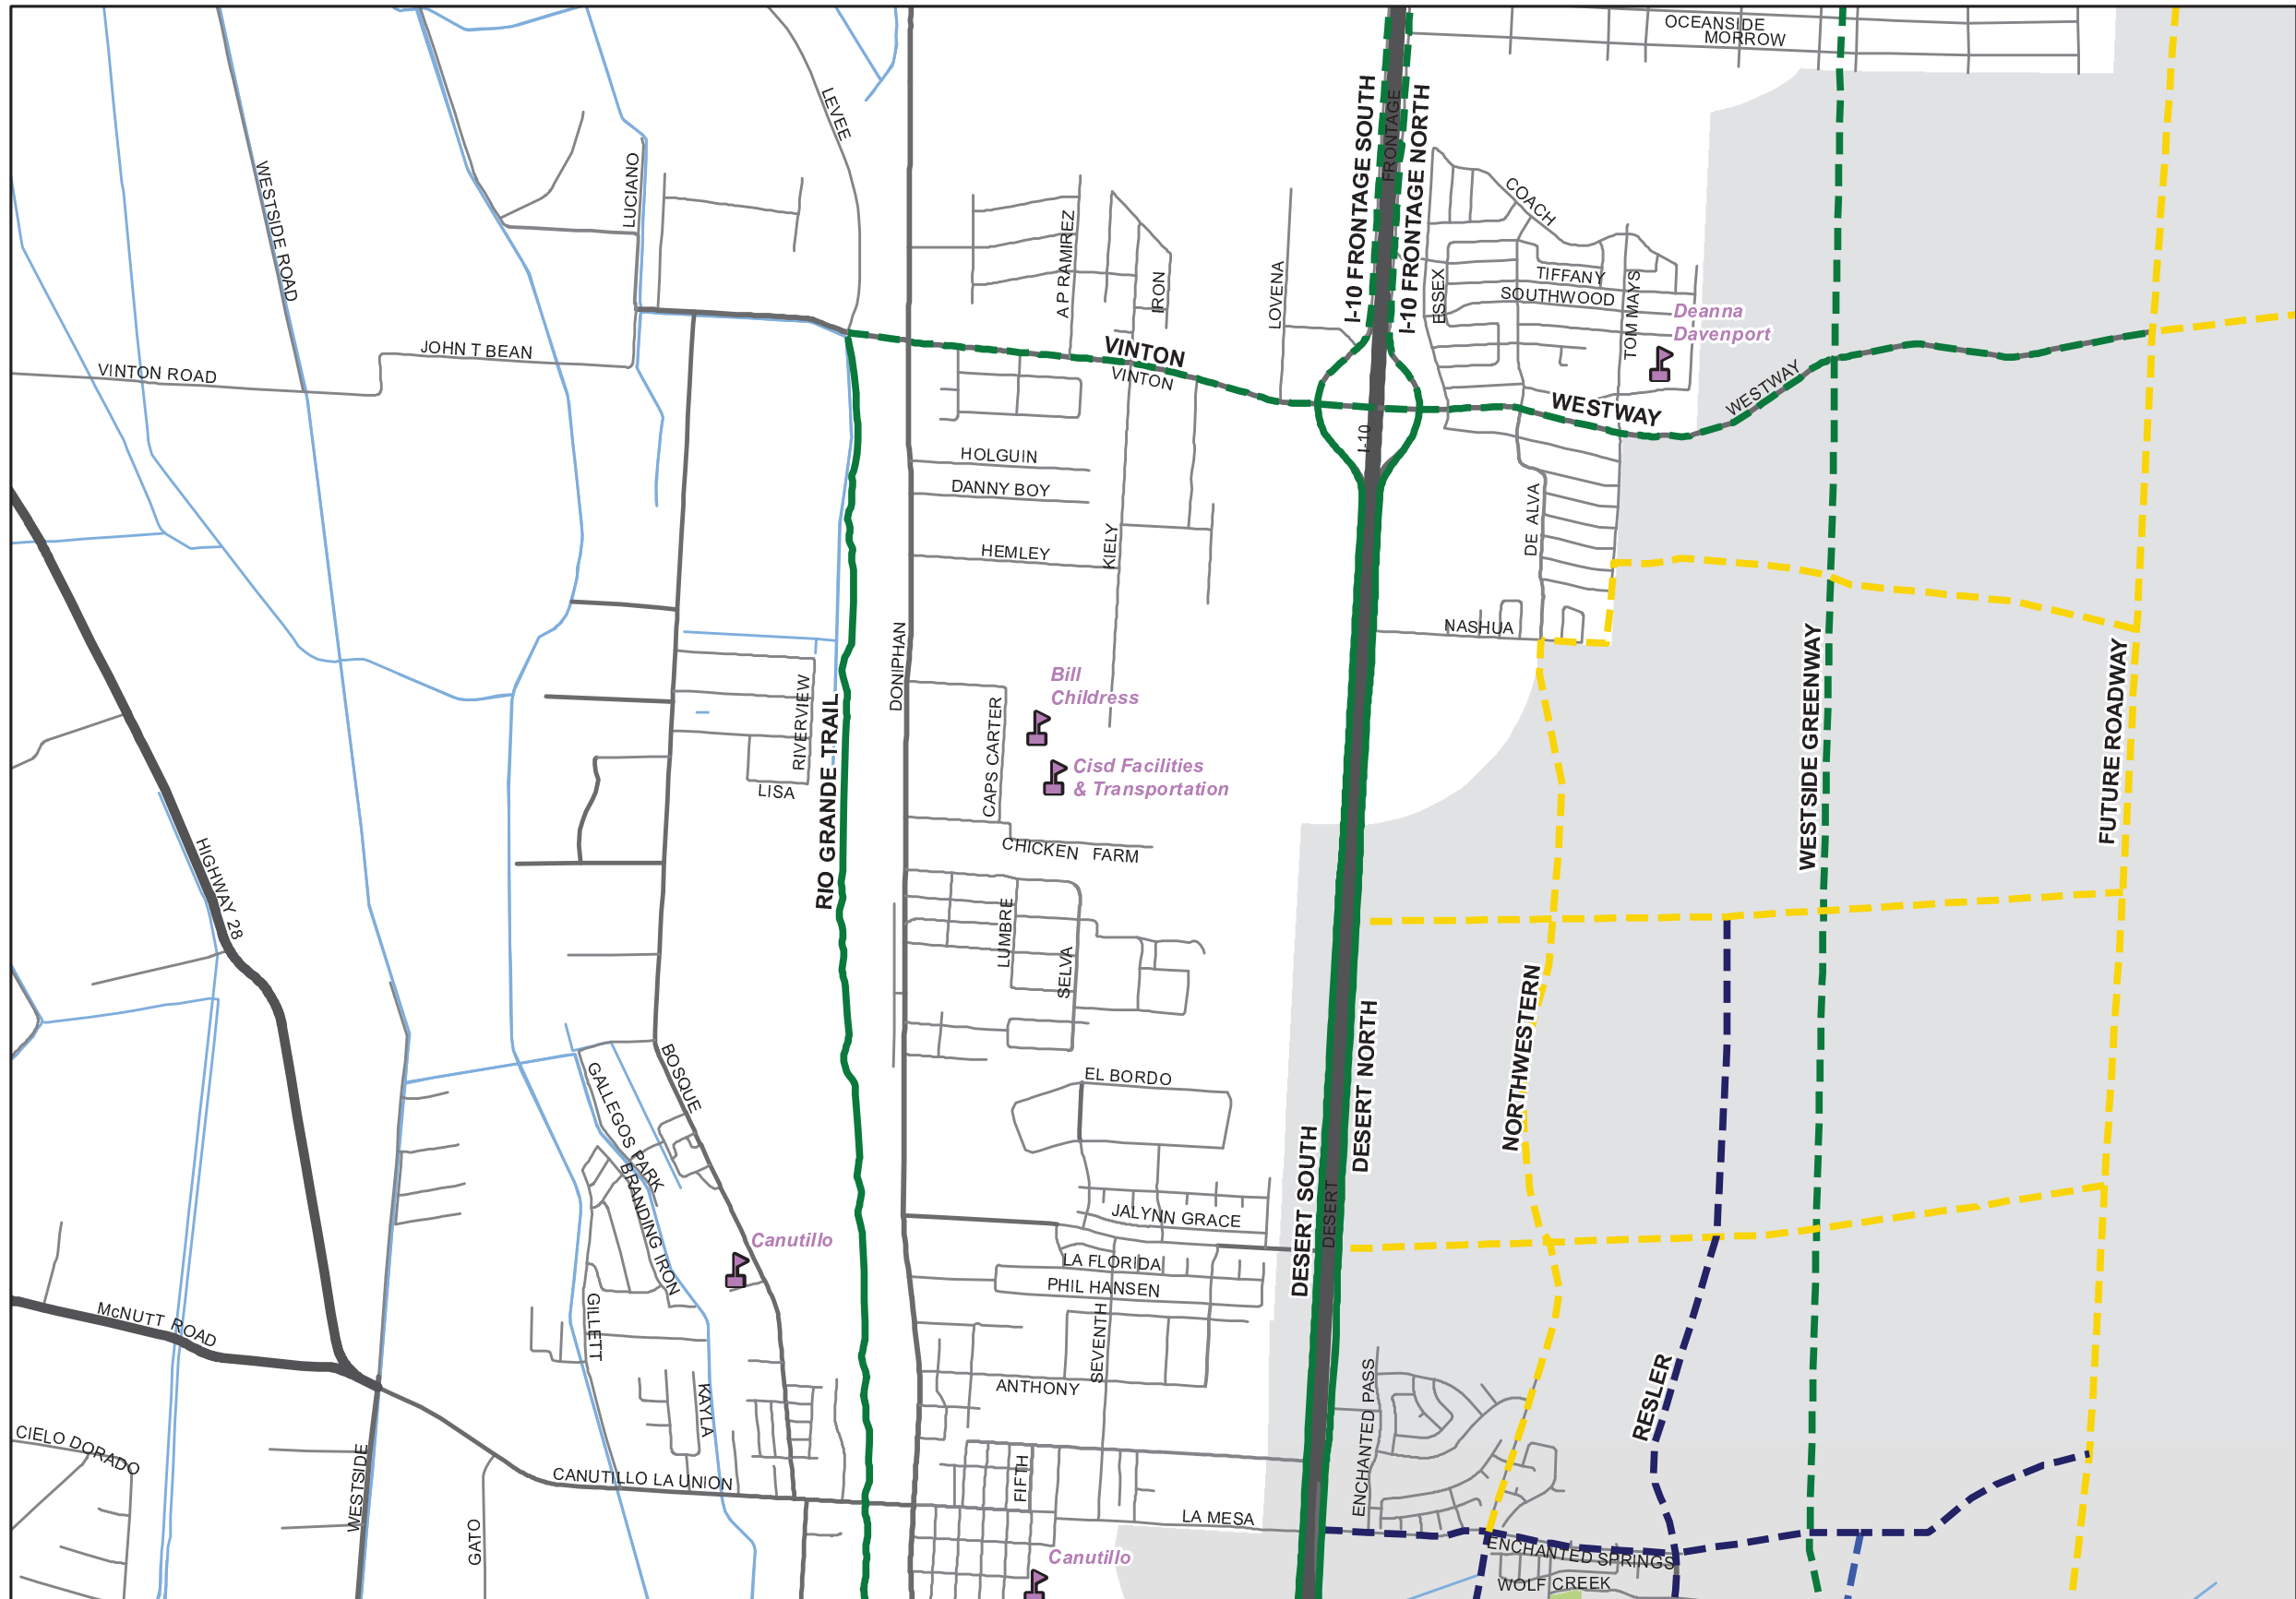 OCEANSIDE
MORROW
LEVEE
I-10 FRONTAGE SOUTH
FRONTAGE
I-10 FRONTAGE NORTH
WESTSIDE ROAD
LUCIANO
COACH
A P RAMIREZ
IRON
LOVENA
ESSEX
TIFFANY
SOUTHWOOD
TOM MAYS
Deanna
Davenport
JOHN T BEAN
VINTON ROAD
VINTON
VINTON
WESTWAY
WESTWAY
I-10
HOLGUIN
DANNY BOY
HEMLEY
KIELY
DE ALVA
NASHUA
DONIPHAN
WESTSIDE GREENWAY
FUTURE ROADWAY
Bill
Childress
RIVERVIEW
RIO GRANDE TRAIL
CAPS CARTER
Cisd Facilities
& Transportation
LISA
CHICKEN FARM
HIGHWAY 28
LUMBRE
SELVA
NORTHWESTERN
DESERT NORTH
BOSQUE
GALLEGOS PARK
EL BORDO
DESERT SOUTH
DESERT
BRANDING IRON
JALYNN GRACE
Canutillo
LA FLORIDA
PHIL HANSEN
McNUTT ROAD
GILLETT
SEVENTH
RESLER
ENCHANTED PASS
ANTHONY
KAYLA
CIELO DORADO
WESTSIDE
CANUTILLO LA UNION
FIFTH
LA MESA
GATO
Canutillo
ENCHANTED SPRINGS
WOLF CREEK